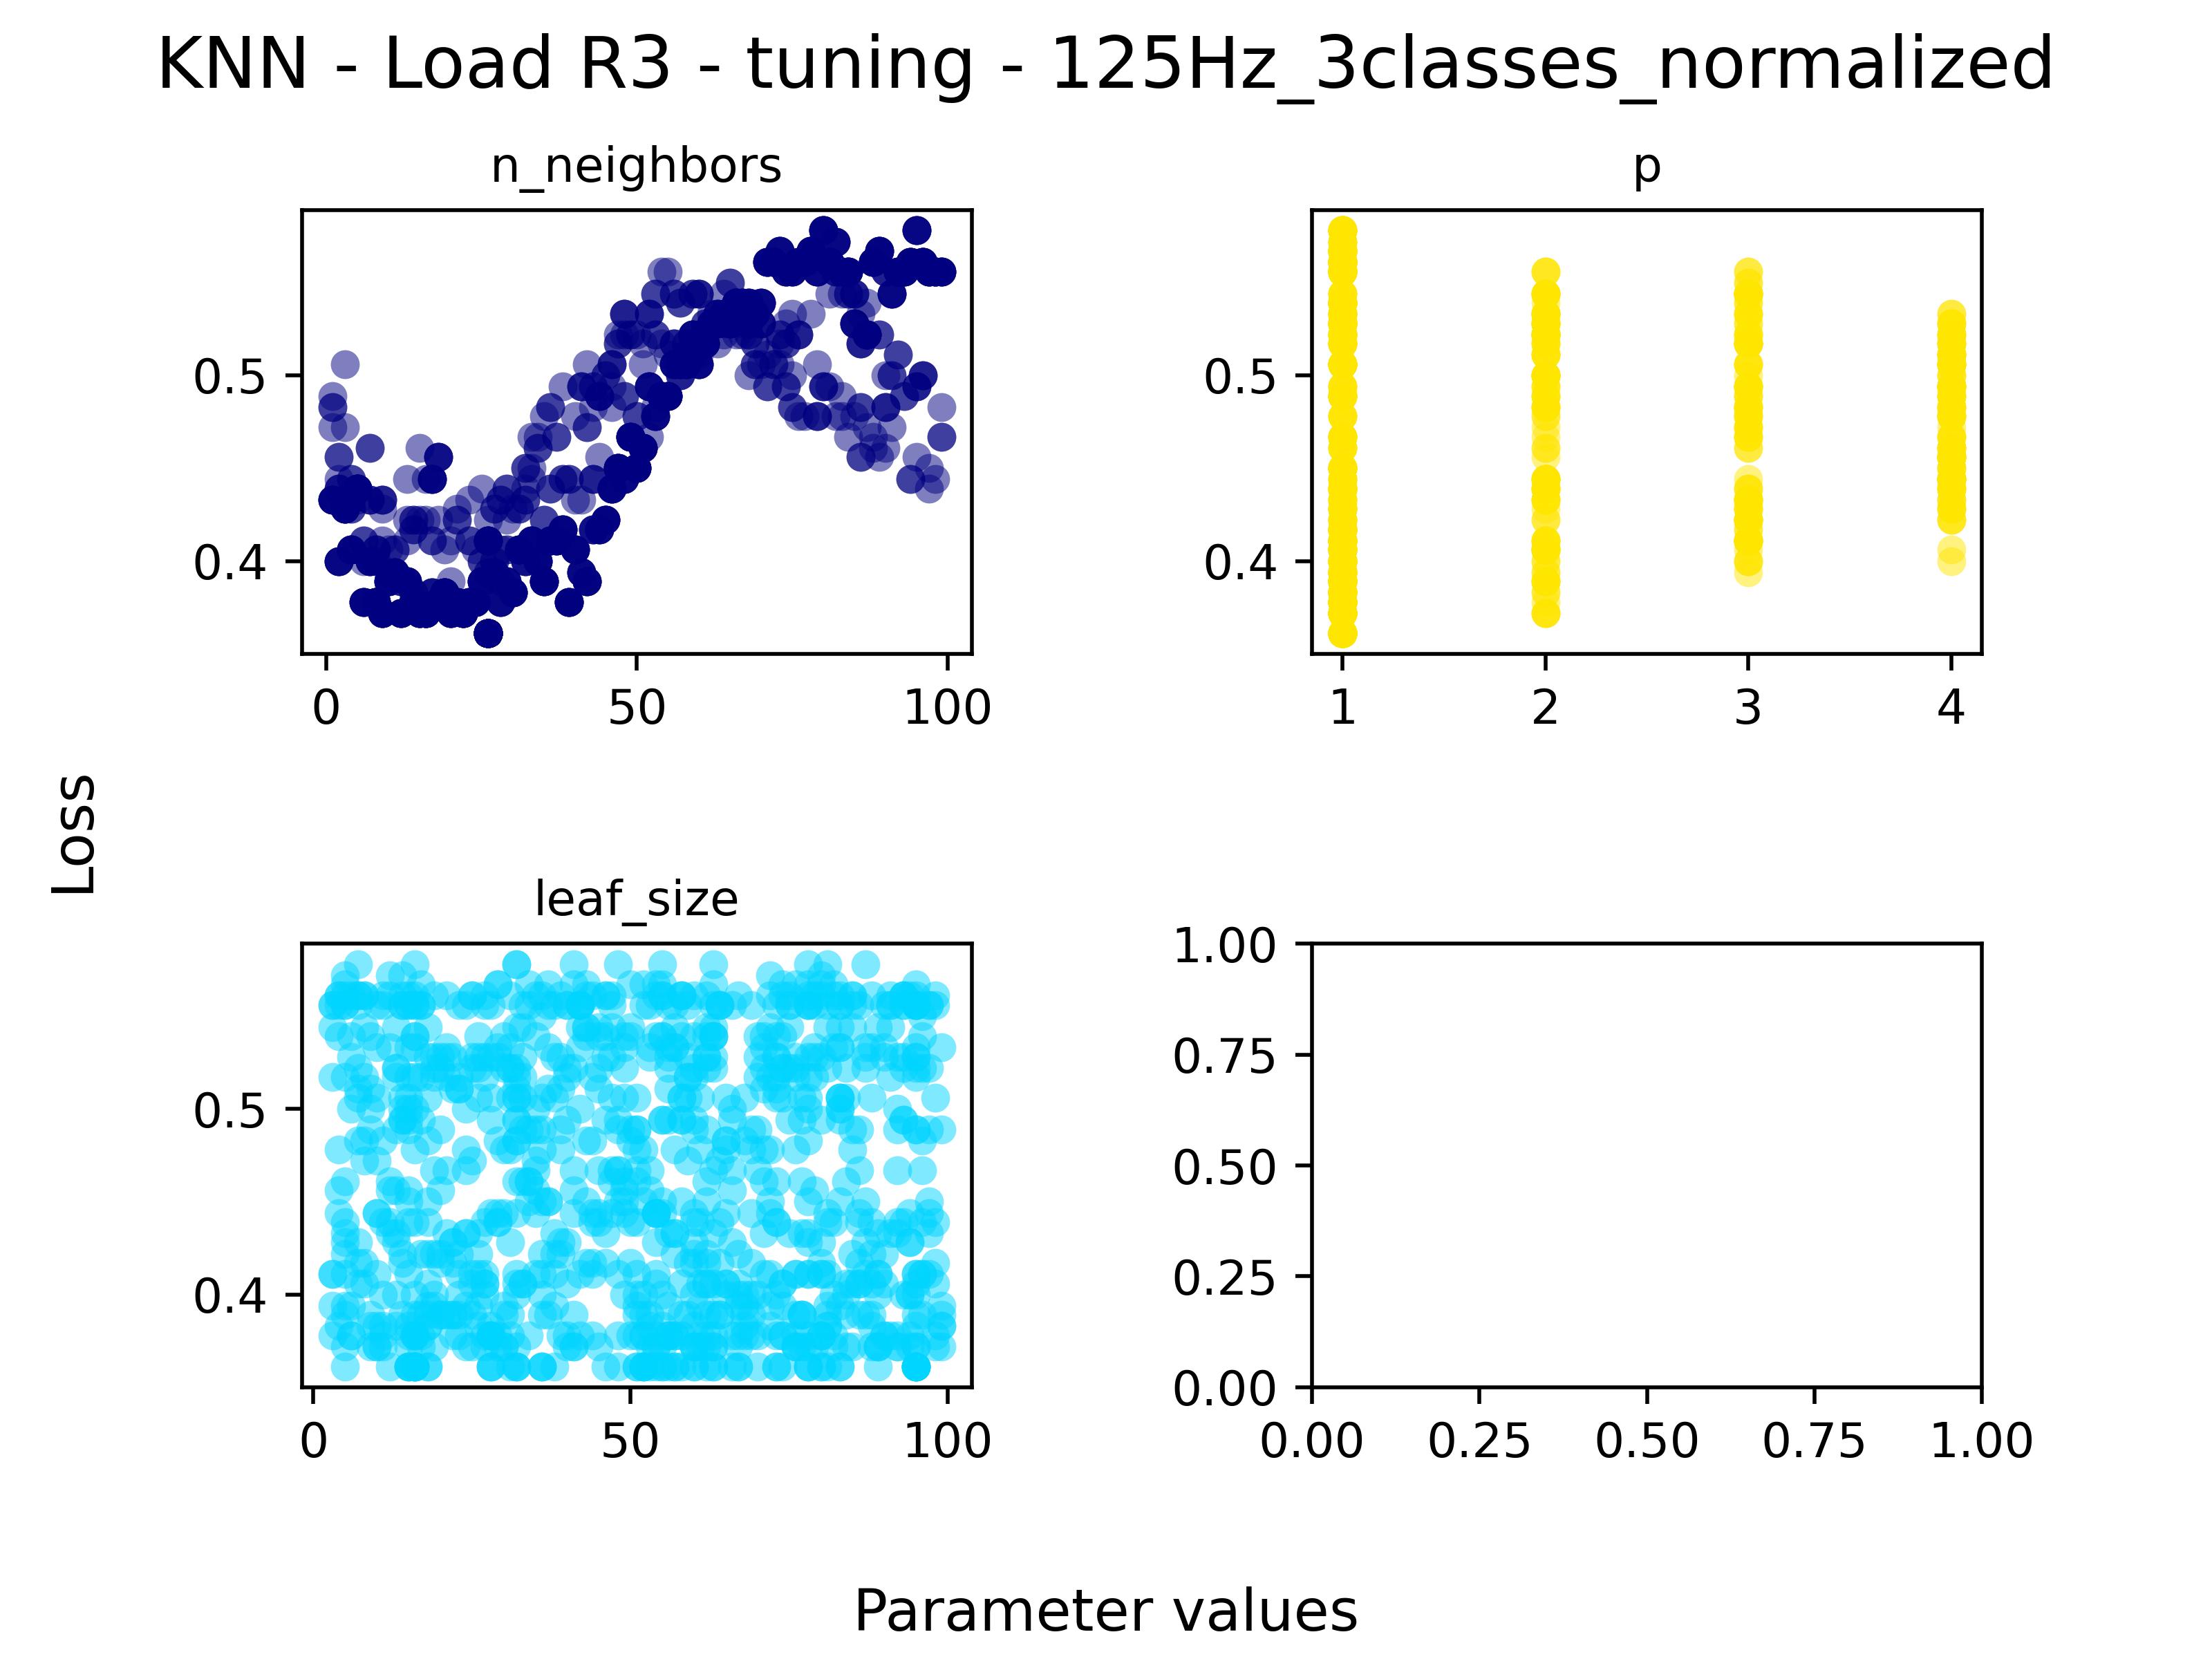 KNN - Load R3 - tuning - 125Hz_3classes_normalized
n_neighbors
0.5
0.4
0 50 100
p
0.5
0.4
1 2 3 4
Loss
leaf_size
0.5
0.4
0 50 100
1.00
0.75
0.50
0.25
0.00
0.00 0.25 0.50 0.75 1.00
Parameter values